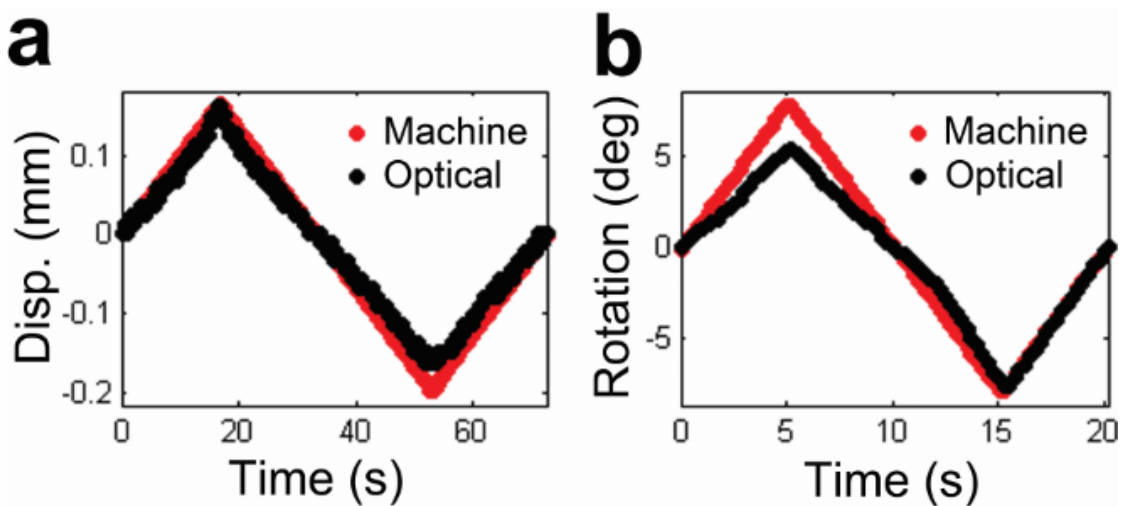 a
Disp. (mm)
0.1
0
-0.1
-0.2
0
20
40
60
Time (s)
Machine
Optical
b
Rotation (deg)
5
0
-5
0
5
10
15
20
Time (s)
Machine
Optical